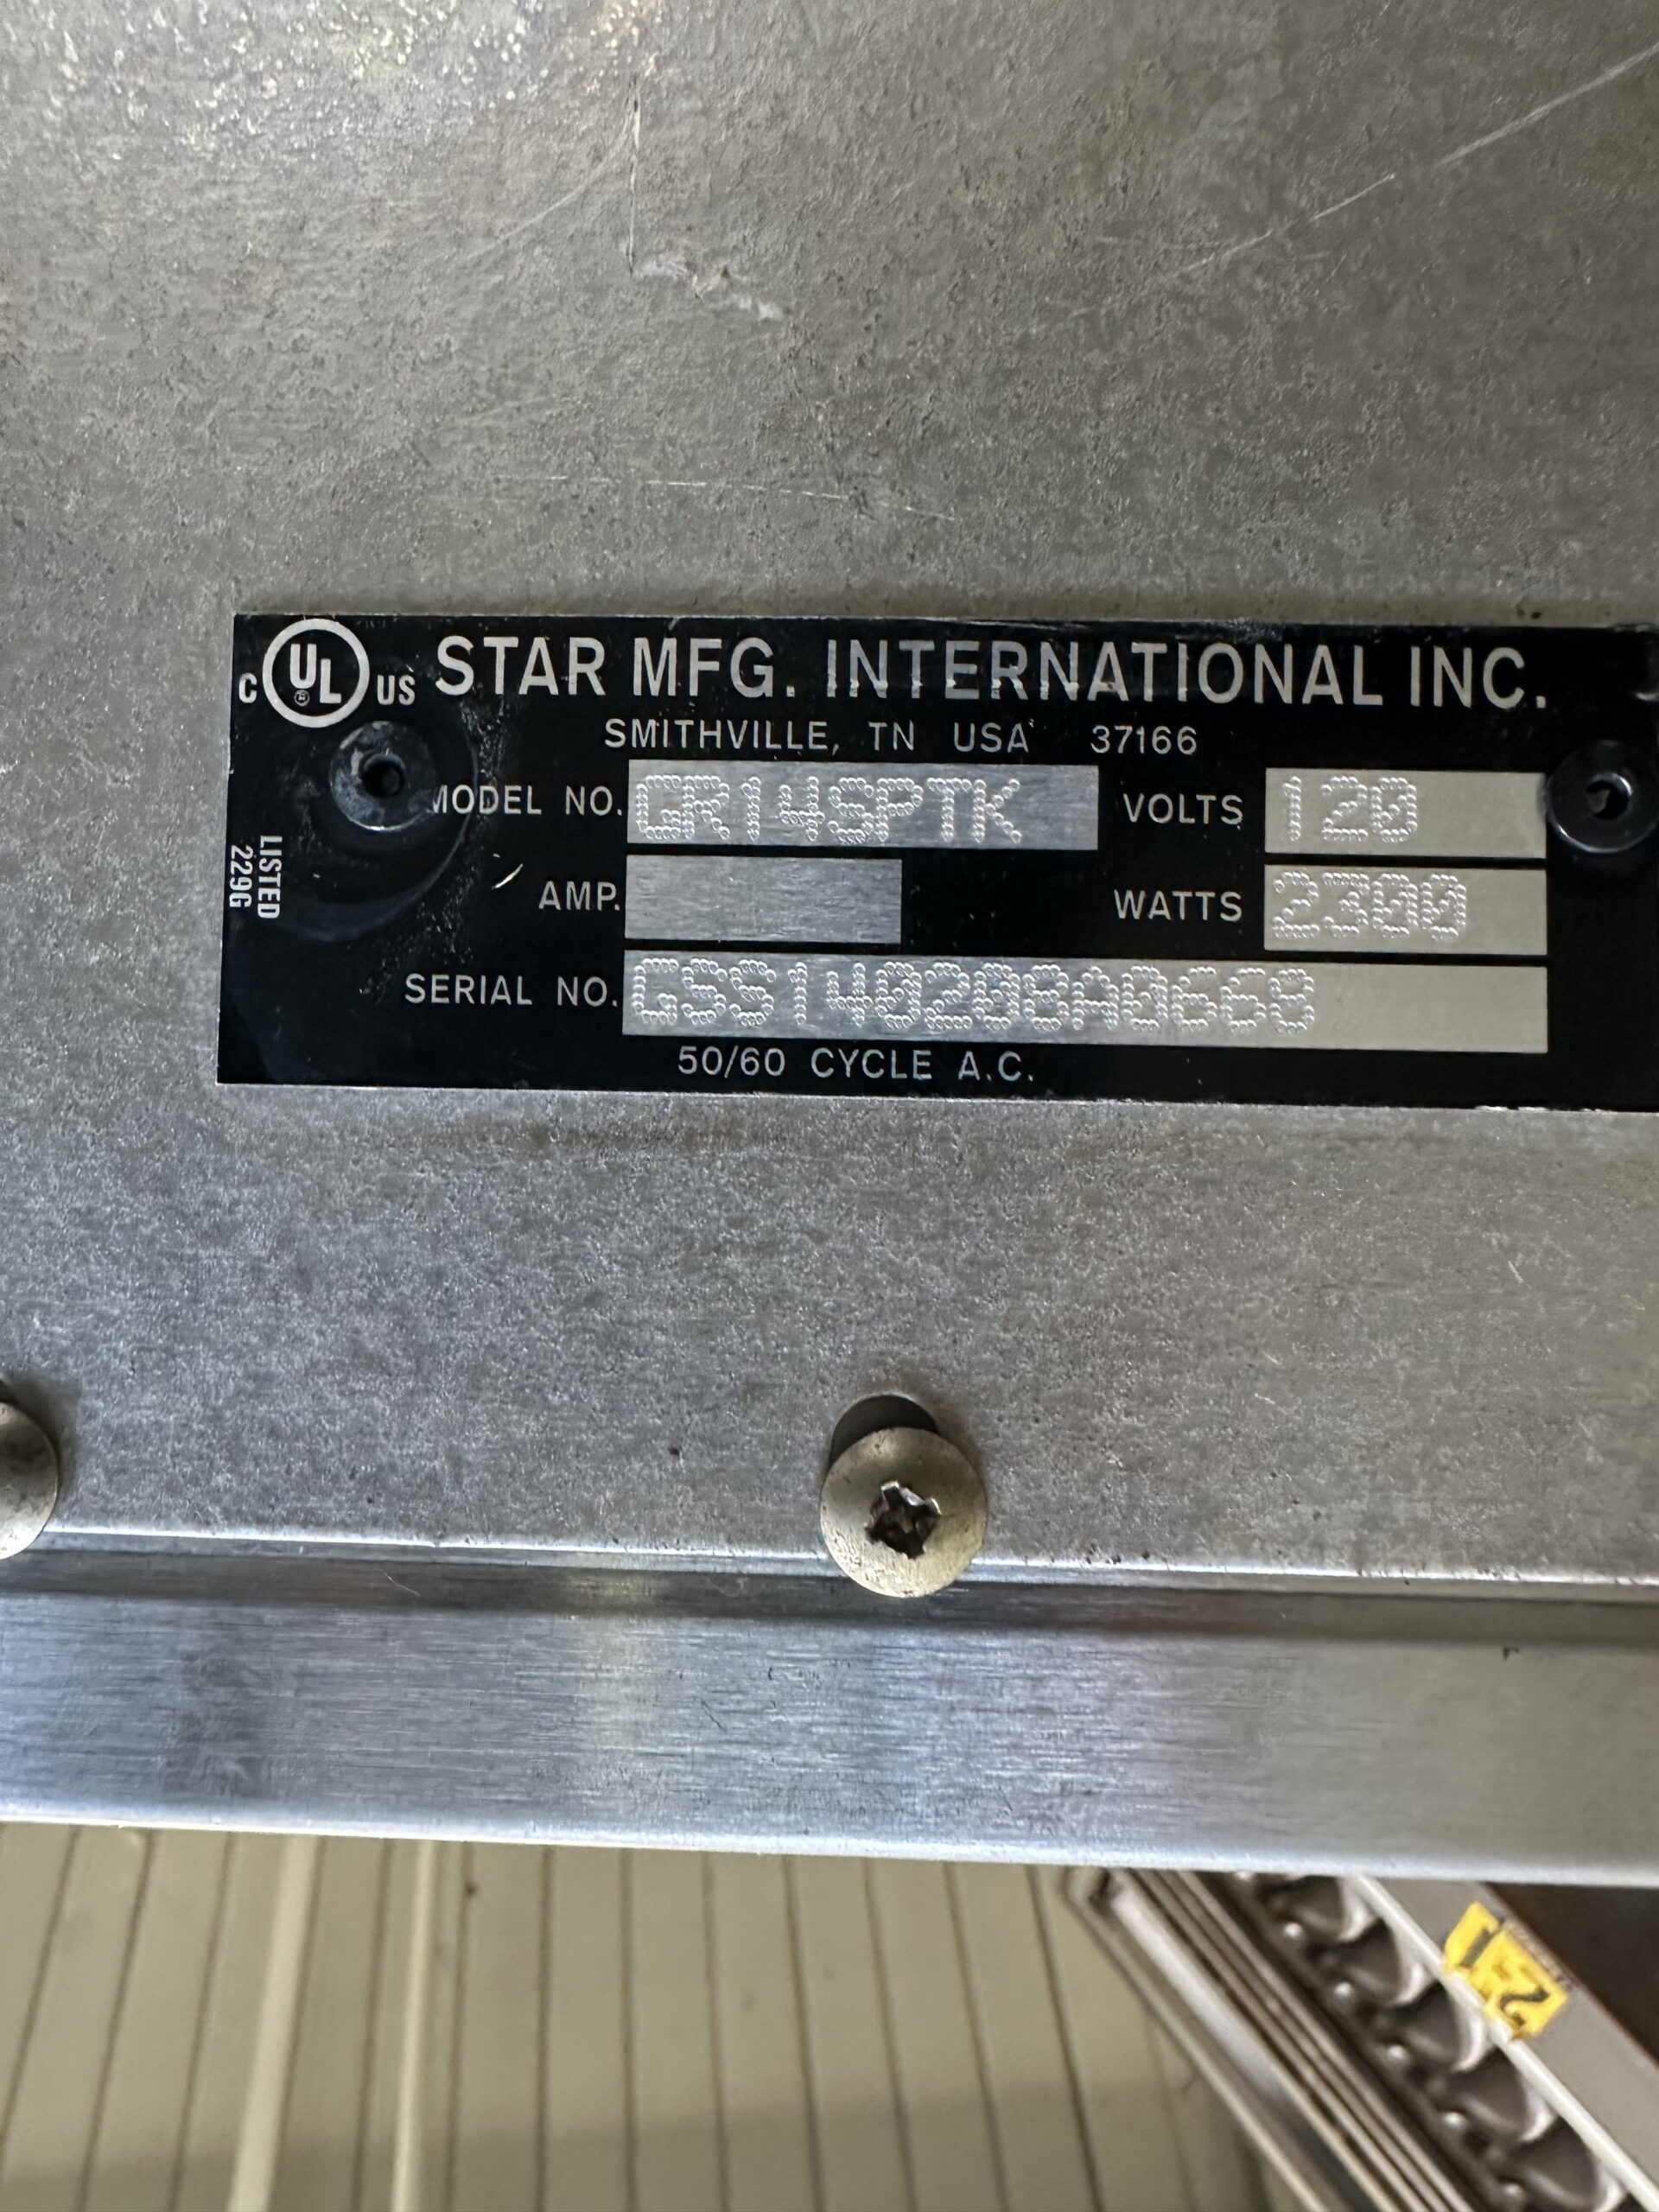 C UL US STAR MFG. INTERNATIONAL INC.
SMITHVILLE, TN USA 37166
MODEL NO. GR14SPTK VOLTS 120
AMP. WATTS 2300
SERIAL NO. GSS140208A0668
50/60 CYCLE A.C.
LISTED
229G